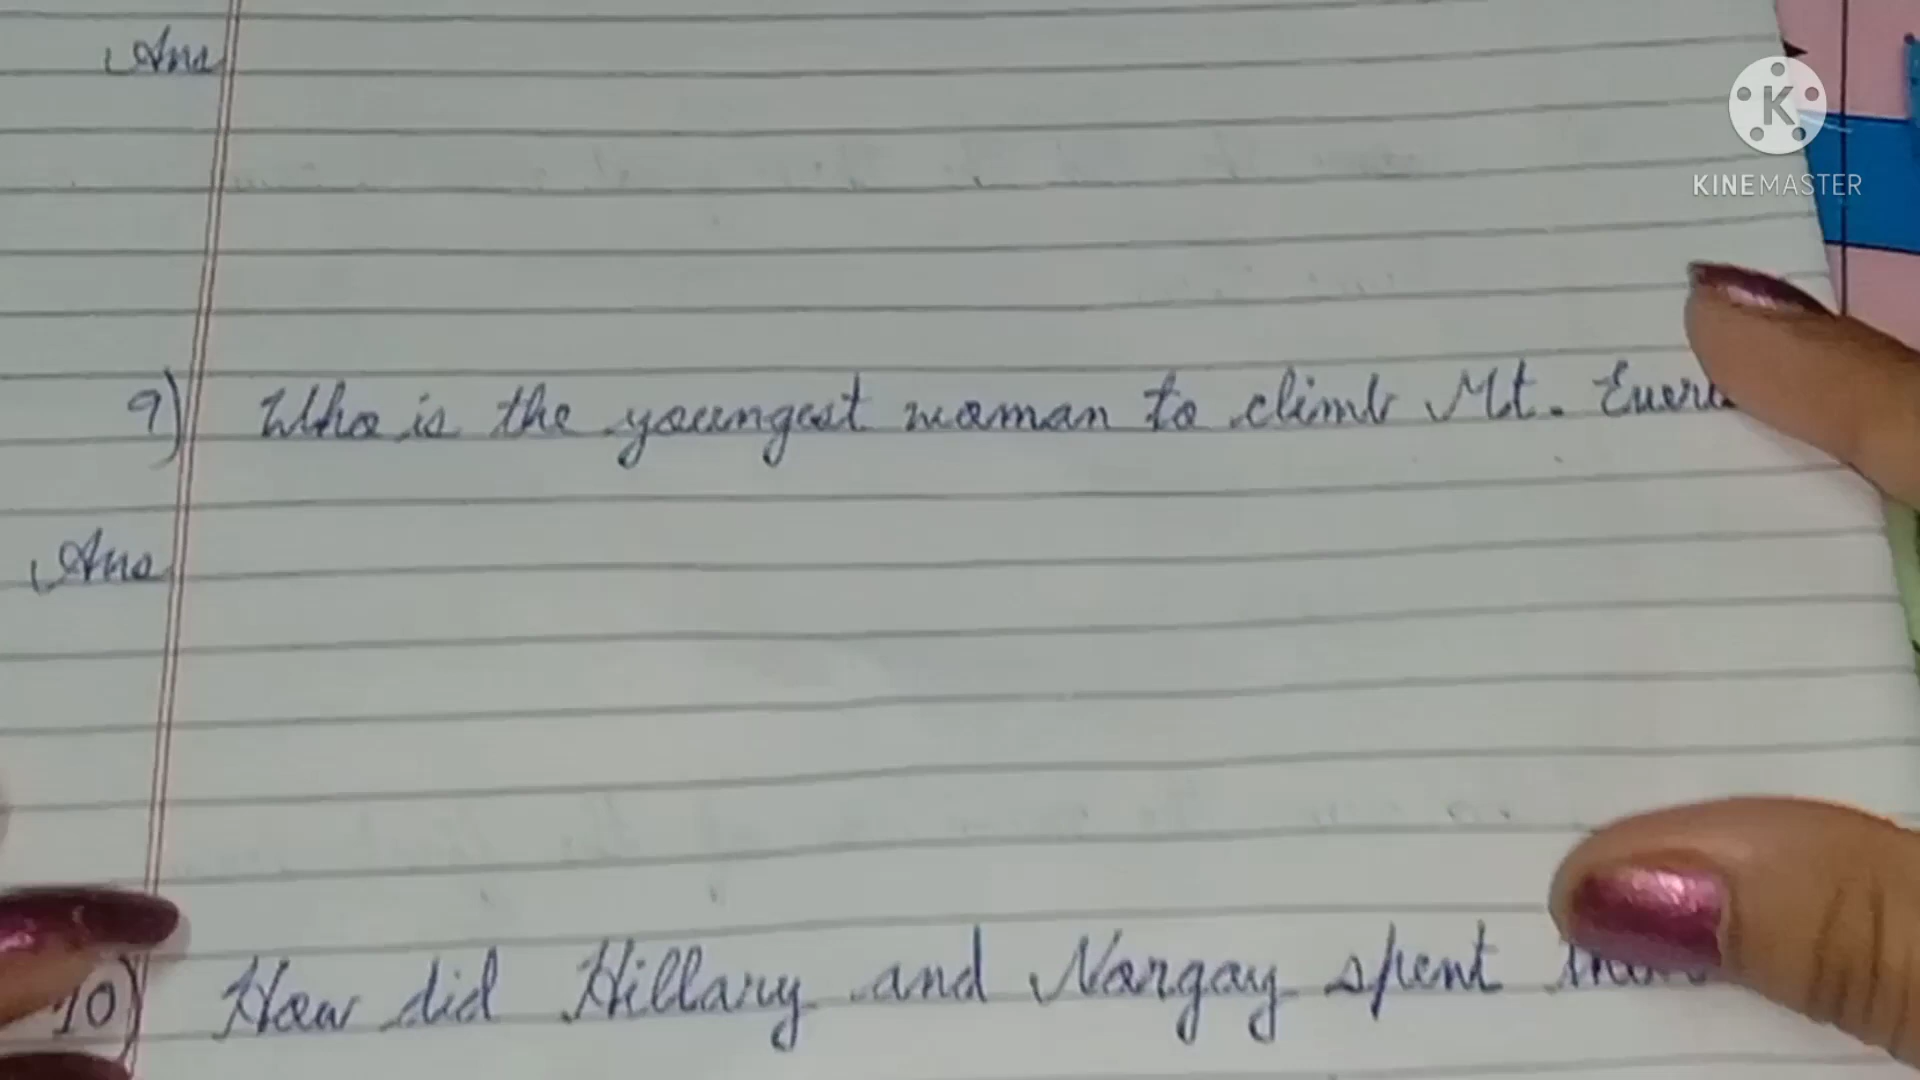 Ans
KINEMASTER
9) Who is the youngest woman to climb Mt.
Ans
10) How did Hillary and Norgay spent